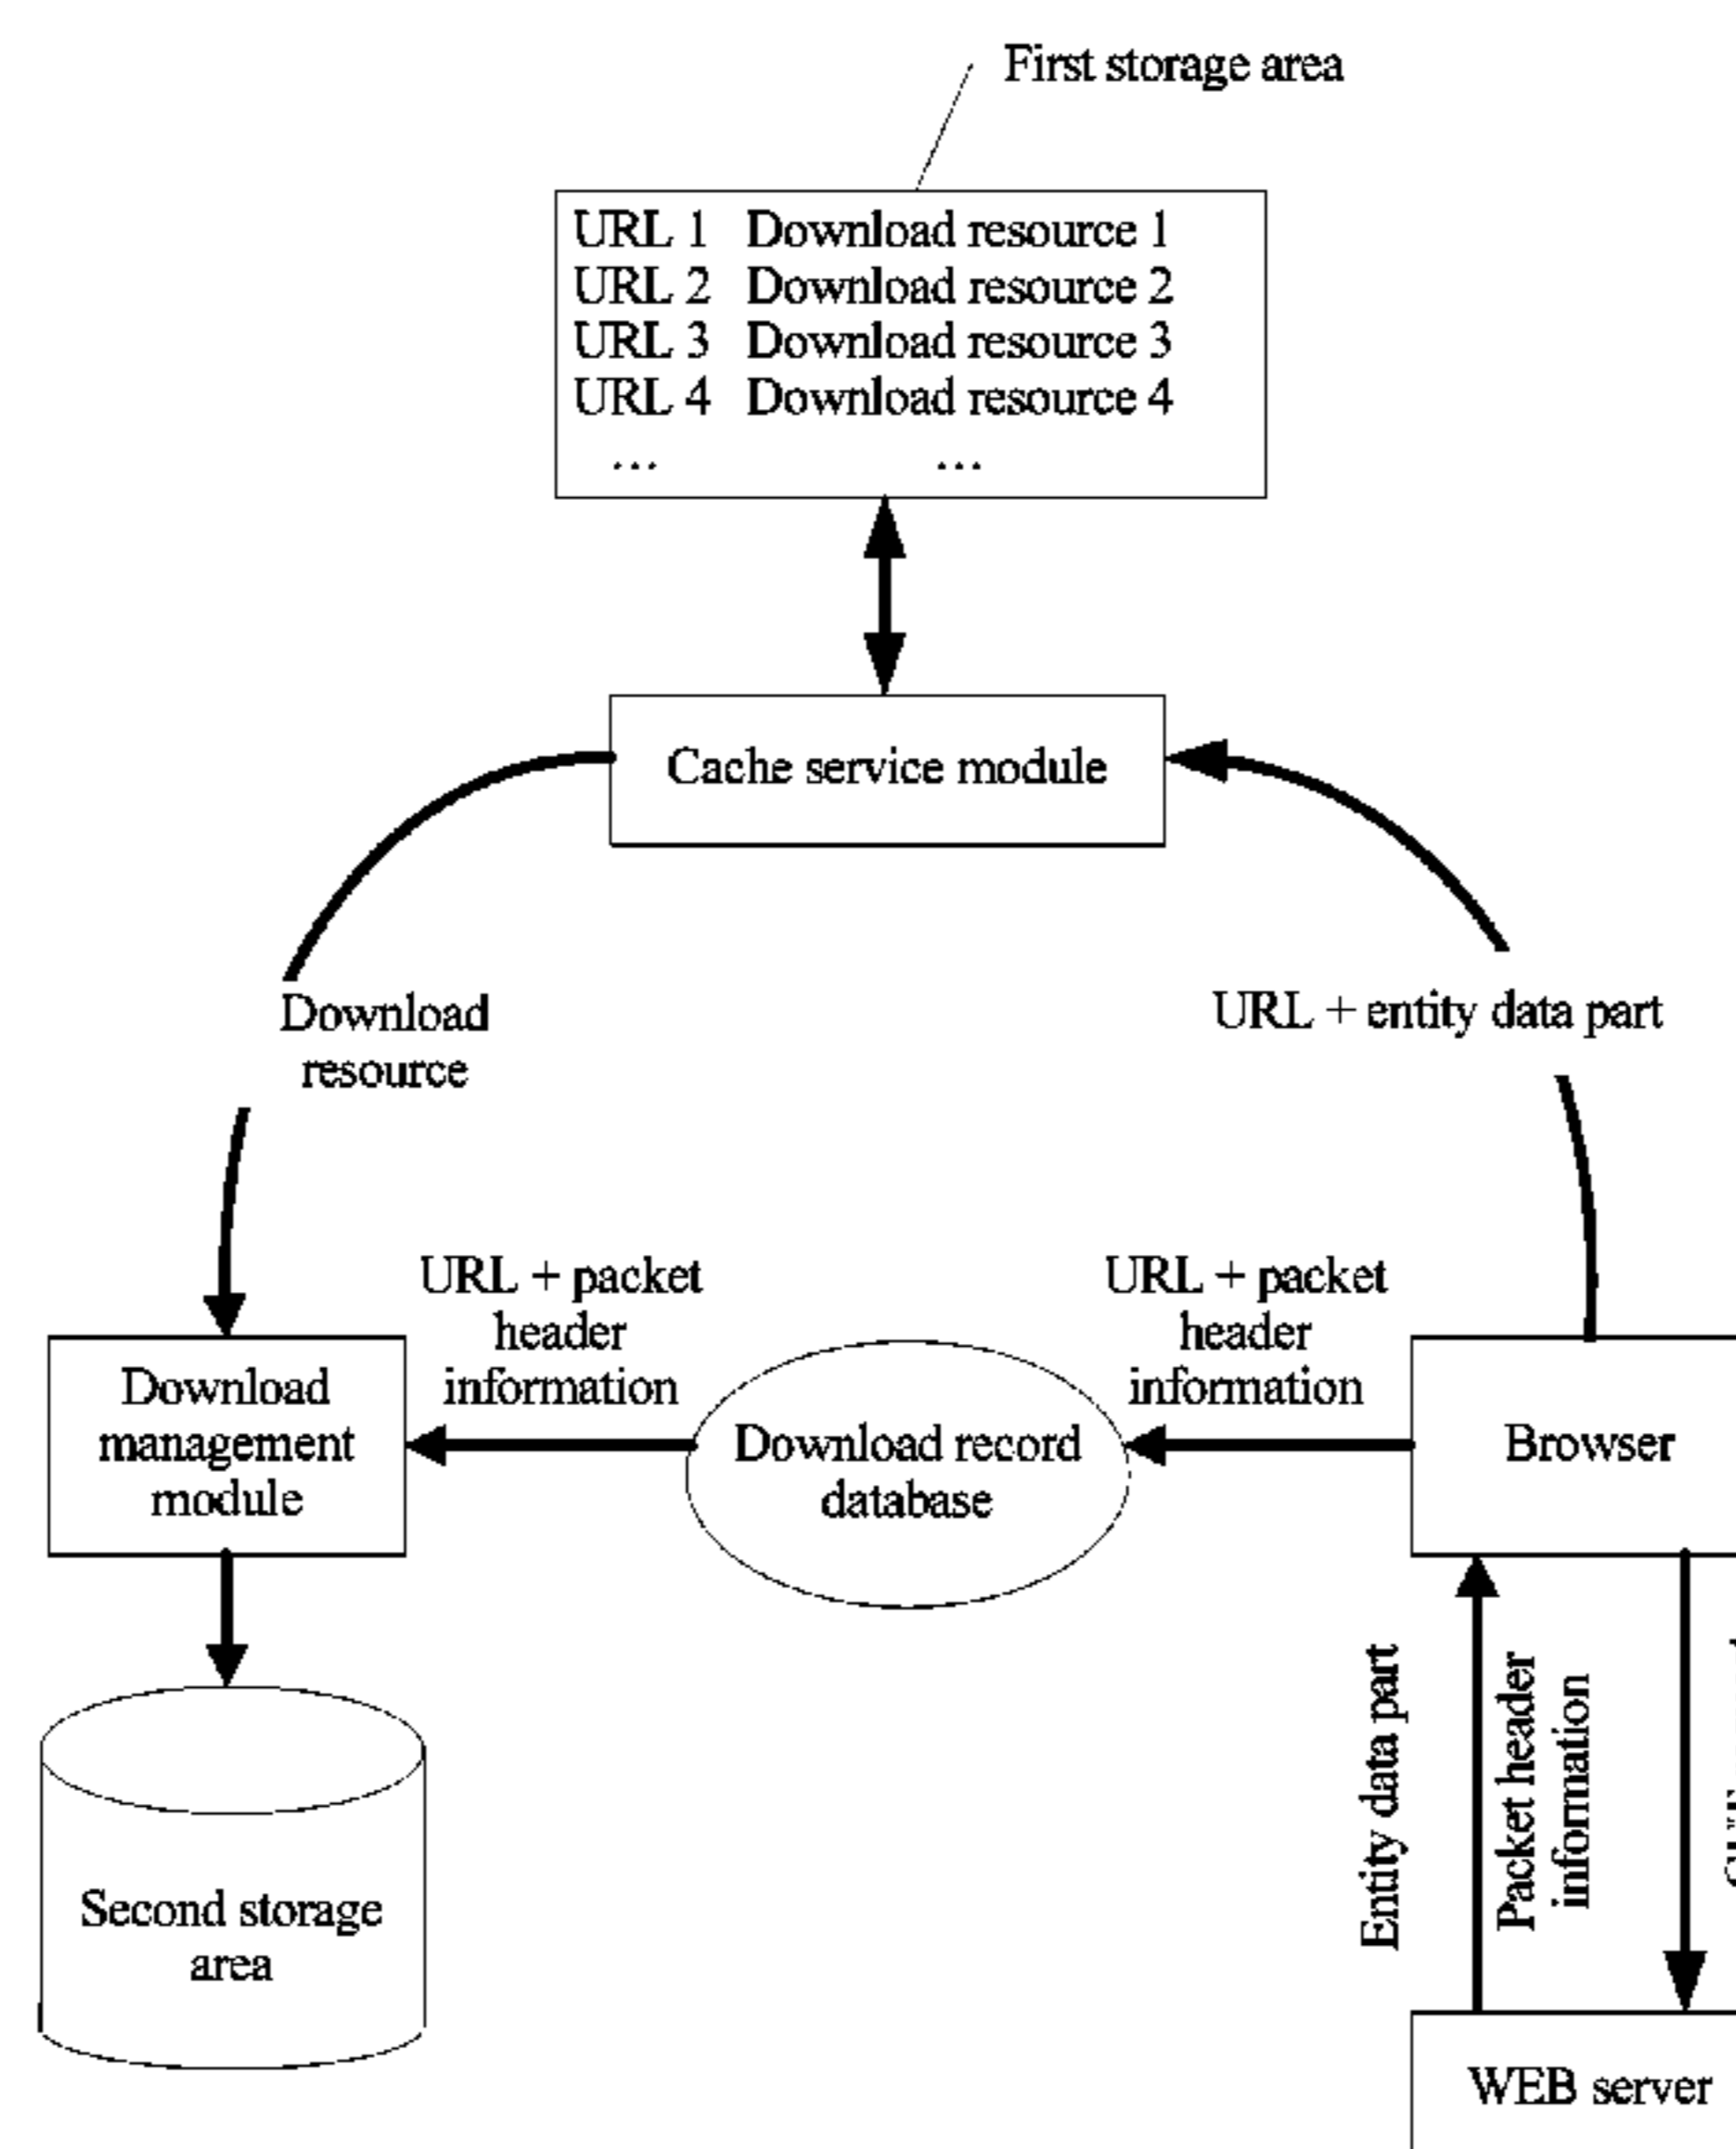 First storage area
URL 1 Download resource 1
URL 2 Download resource 2
URL 3 Download resource 3
URL 4 Download resource 4
... ...
Cache service module
Download
resource
URL + entity data part
URL + packet
header
information
URL + packet
header
information
Download
management
module
Download record
database
Browser
Entity data part
Packet header
information
Second storage
area
WEB server